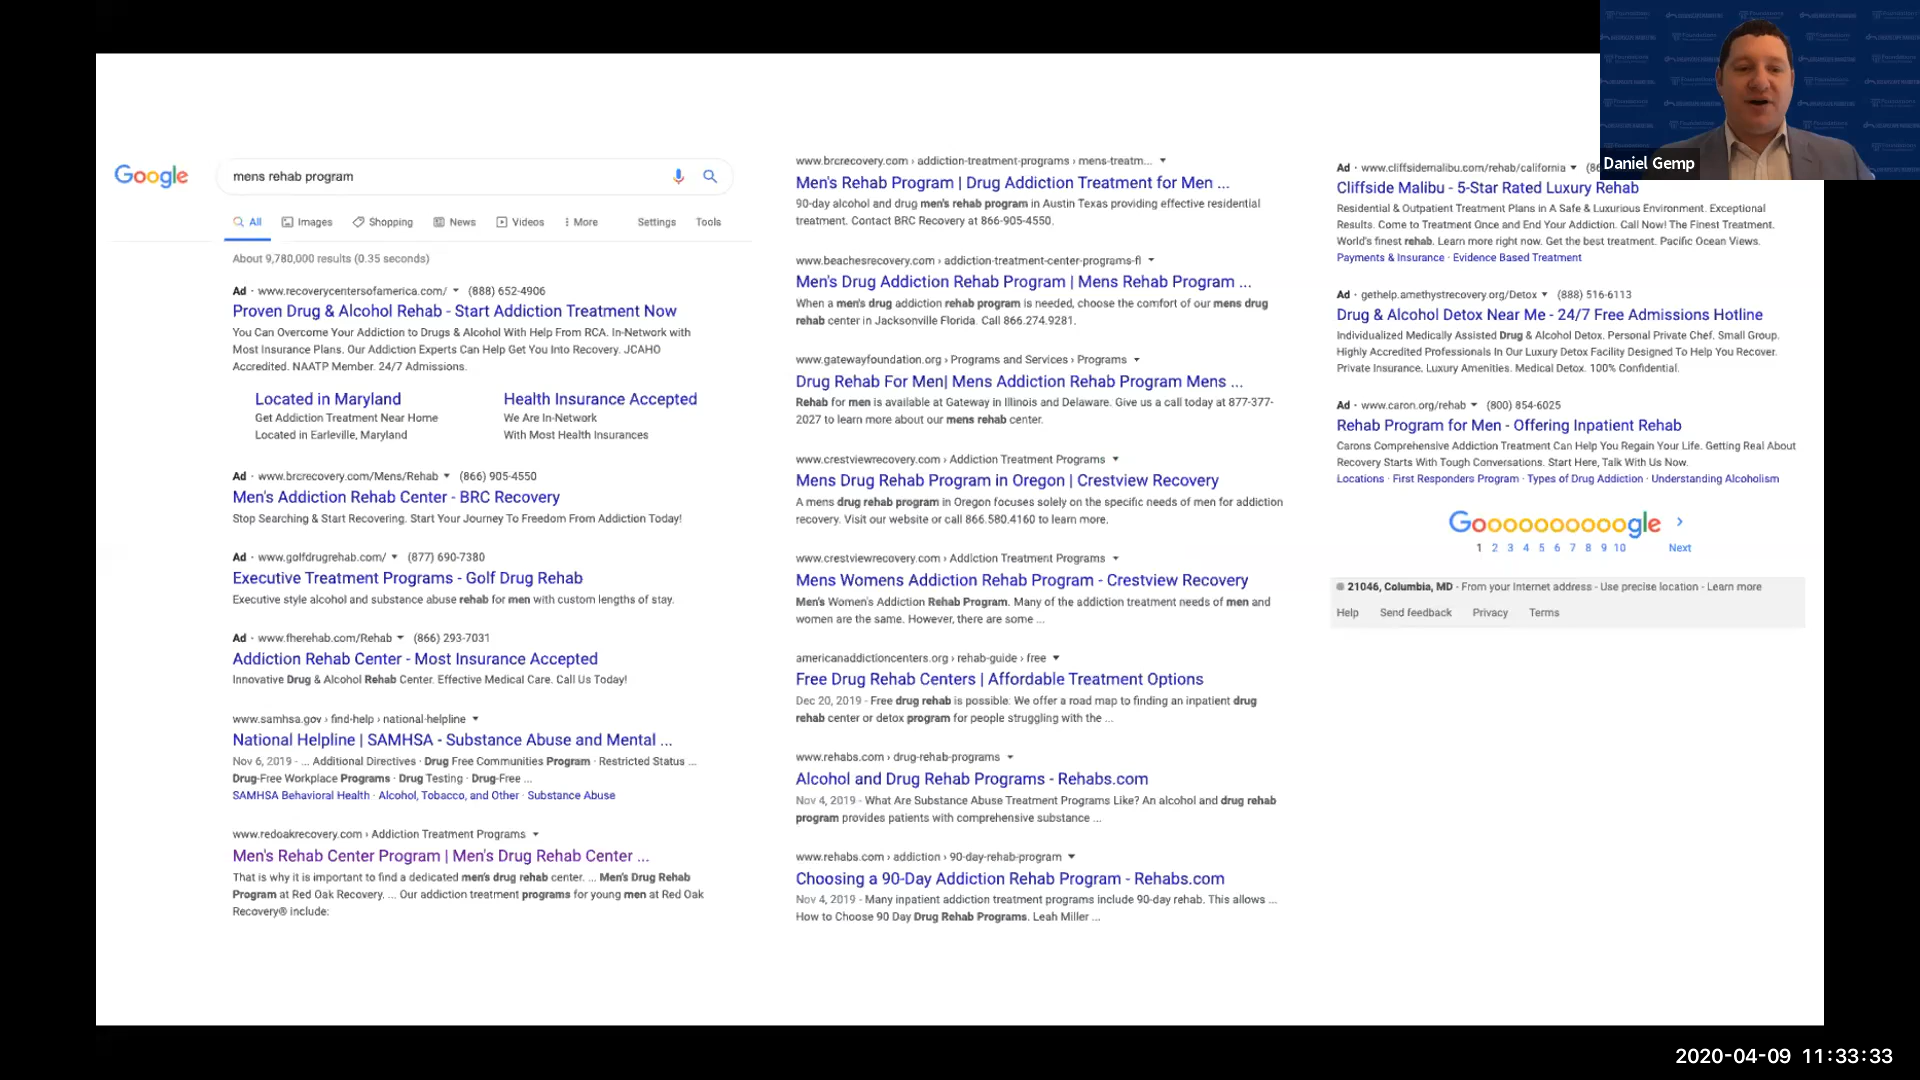 Google
mens rehab program
All Images Shopping News Videos More Settings Tools
About 9,780,000 results (0.35 seconds)
Ad · www.recoverycentersofamerica.com/ (888) 652-4906
Proven Drug & Alcohol Rehab - Start Addiction Treatment Now
You Can Overcome Your Addiction to Drugs & Alcohol With Help From RCA. In-Network with
Most Insurance Plans. Our Addiction Experts Can Help Get You Into Recovery. JCAHO
Accredited. NAATP Member. 24/7 Admissions.
Located in Maryland
Get Addiction Treatment Near Home
Located in Earleville, Maryland
Health Insurance Accepted
We Are In-Network
With Most Health Insurances
Ad · www.brcrecovery.com/Mens/Rehab (866) 905-4550
Men's Addiction Rehab Center - BRC Recovery
Stop Searching & Start Recovering. Start Your Journey To Freedom From Addiction Today!
Ad · www.golfdrugrehab.com/ (877) 690-7380
Executive Treatment Programs - Golf Drug Rehab
Executive style alcohol and substance abuse rehab for men with custom lengths of stay.
Ad · www.fherehab.com/Rehab (866) 293-7031
Addiction Rehab Center - Most Insurance Accepted
Innovative Drug & Alcohol Rehab Center. Effective Medical Care. Call Us Today!
www.samhsa.gov › find-help › national-helpline
National Helpline | SAMHSA - Substance Abuse and Mental ...
Nov 6, 2019 - ... Additional Directives · Drug Free Communities Program · Restricted Status ...
Drug-Free Workplace Programs · Drug Testing · Drug-Free ...
SAMHSA Behavioral Health · Alcohol, Tobacco, and Other · Substance Abuse
www.redoakrecovery.com › Addiction Treatment Programs
Men's Rehab Center Program | Men's Drug Rehab Center ...
That is why it is important to find a dedicated men's drug rehab center. ... Men's Drug Rehab
Program at Red Oak Recovery. ... Our addiction treatment programs for young men at Red Oak
Recovery® include:
www.brcrecovery.com › addiction-treatment-programs › mens-treatm...
Men's Rehab Program | Drug Addiction Treatment for Men ...
90-day alcohol and drug men's rehab program in Austin Texas providing effective residential
treatment. Contact BRC Recovery at 866-905-4550.
www.beachesrecovery.com › addiction-treatment-center-programs-fl
Men's Drug Addiction Rehab Program | Mens Rehab Program ...
When a men's drug addiction rehab program is needed, choose the comfort of our mens drug
rehab center in Jacksonville Florida. Call 866.274.9281.
www.gatewayfoundation.org › Programs and Services › Programs
Drug Rehab For Men| Mens Addiction Rehab Program Mens ...
Rehab for men is available at Gateway in Illinois and Delaware. Give us a call today at 877-377-
2027 to learn more about our mens rehab center.
www.crestviewrecovery.com › Addiction Treatment Programs
Mens Drug Rehab Program in Oregon | Crestview Recovery
A mens drug rehab program in Oregon focuses solely on the specific needs of men for addiction
recovery. Visit our website or call 866.580.4160 to learn more.
www.crestviewrecovery.com › Addiction Treatment Programs
Mens Womens Addiction Rehab Program - Crestview Recovery
Men's Women's Addiction Rehab Program. Many of the addiction treatment needs of men and
women are the same. However, there are some ...
americanaddictioncenters.org › rehab-guide › free
Free Drug Rehab Centers | Affordable Treatment Options
Dec 20, 2019 - Free drug rehab is possible. We offer a road map to finding an inpatient drug
rehab center or detox program for people struggling with the ...
www.rehabs.com › drug-rehab-programs
Alcohol and Drug Rehab Programs - Rehabs.com
Nov 4, 2019 - What Are Substance Abuse Treatment Programs Like? An alcohol and drug rehab
program provides patients with comprehensive substance ...
www.rehabs.com › addiction › 90-day-rehab-program
Choosing a 90-Day Addiction Rehab Program - Rehabs.com
Nov 4, 2019 - Many inpatient addiction treatment programs include 90-day rehab. This allows ...
How to Choose 90 Day Drug Rehab Programs. Leah Miller ...
Ad · www.cliffsidemalibu.com/rehab/california
Cliffside Malibu - 5-Star Rated Luxury Rehab
Residential & Outpatient Treatment Plans in A Safe & Luxurious Environment. Exceptional
Results. Come to Treatment Once and End Your Addiction. Call Now! The Finest Treatment.
World's finest rehab. Learn more right now. Get the best treatment. Pacific Ocean Views.
Payments & Insurance · Evidence Based Treatment
Ad · gethelp.amethystrecovery.org/Detox (888) 516-6113
Drug & Alcohol Detox Near Me - 24/7 Free Admissions Hotline
Individualized Medically Assisted Drug & Alcohol Detox. Personal Private Chef. Small Group.
Highly Accredited Professionals In Our Luxury Detox Facility Designed To Help You Recover.
Private Insurance, Luxury Amenities. Medical Detox. 100% Confidential.
Ad · www.caron.org/rehab (800) 854-6025
Rehab Program for Men - Offering Inpatient Rehab
Carons Comprehensive Addiction Treatment Can Help You Regain Your Life. Getting Real About
Recovery Starts With Tough Conversations. Start Here, Talk With Us Now.
Locations · First Responders Program · Types of Drug Addiction · Understanding Alcoholism
Goooooooooogle
1 2 3 4 5 6 7 8 9 10 Next
21046, Columbia, MD - From your Internet address - Use precise location - Learn more
Help Send feedback Privacy Terms
Daniel Gemp
2020-04-09 11:33:33